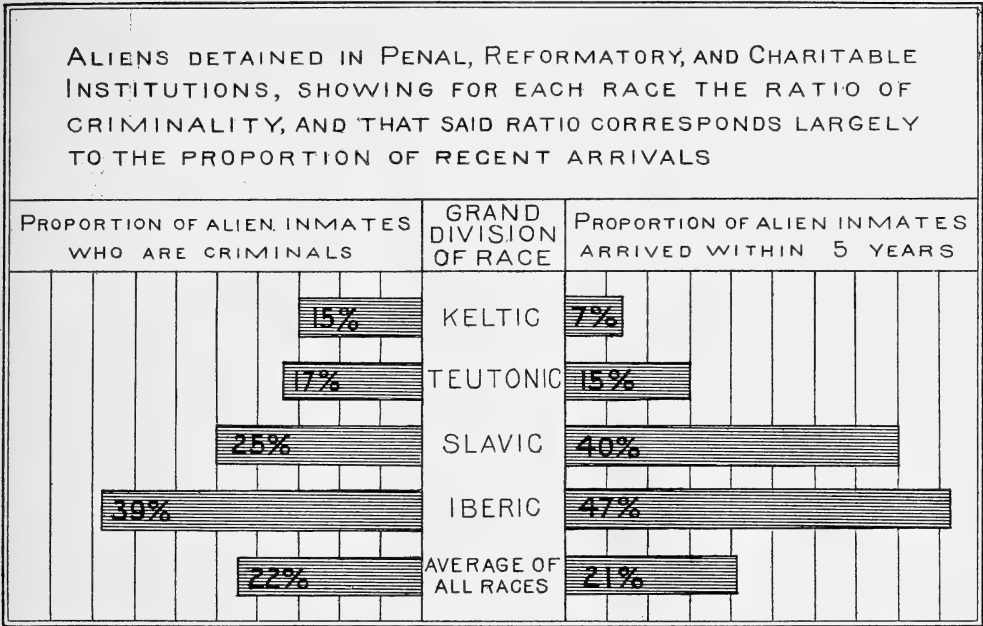 ALIENS DETAINED IN PENAL, REFORMATORY, AND CHARITABLE
INSTITUTIONS, SHOWING FOR EACH RACE THE RATIO OF
CRIMINALITY, AND THAT SAID RATIO CORRESPONDS LARGELY
TO THE PROPORTION OF RECENT ARRIVALS
PROPORTION OF ALIEN INMATES
WHO ARE CRIMINALS
GRAND
DIVISION
OF RACE
PROPORTION OF ALIEN INMATES
ARRIVED WITHIN 5 YEARS
15%
KELTIC
7%
17%
TEUTONIC
15%
25%
SLAVIC
40%
39%
IBERIC
47%
22%
AVERAGE OF
ALL RACES
21%